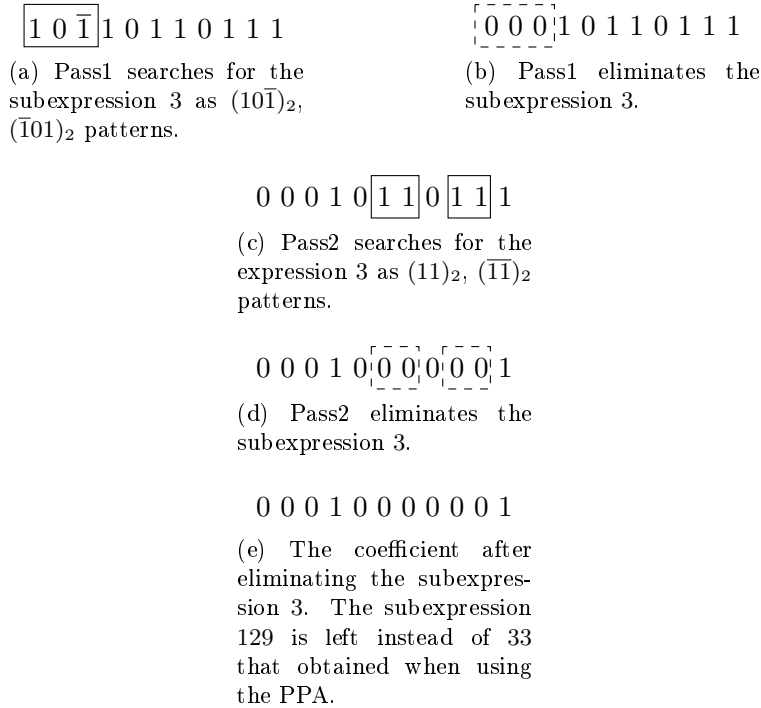 1 0 1̅ 1 0 1 1 0 1 1 1
(a) Pass1 searches for the
subexpression 3 as (101̅)₂,
(1̅01)₂ patterns.
0 0 0 1 0 1 1 0 1 1 1
(b) Pass1 eliminates the
subexpression 3.
0 0 0 1 0 1 1 0 1 1 1
(c) Pass2 searches for the
expression 3 as (11)₂, (1̅1̅)₂
patterns.
0 0 0 1 0 0 0 0 0 0 1
(d) Pass2 eliminates the
subexpression 3.
0 0 0 1 0 0 0 0 0 0 1
(e) The coefficient after
eliminating the subexpres-
sion 3. The subexpression
129 is left instead of 33
that obtained when using
the PPA.